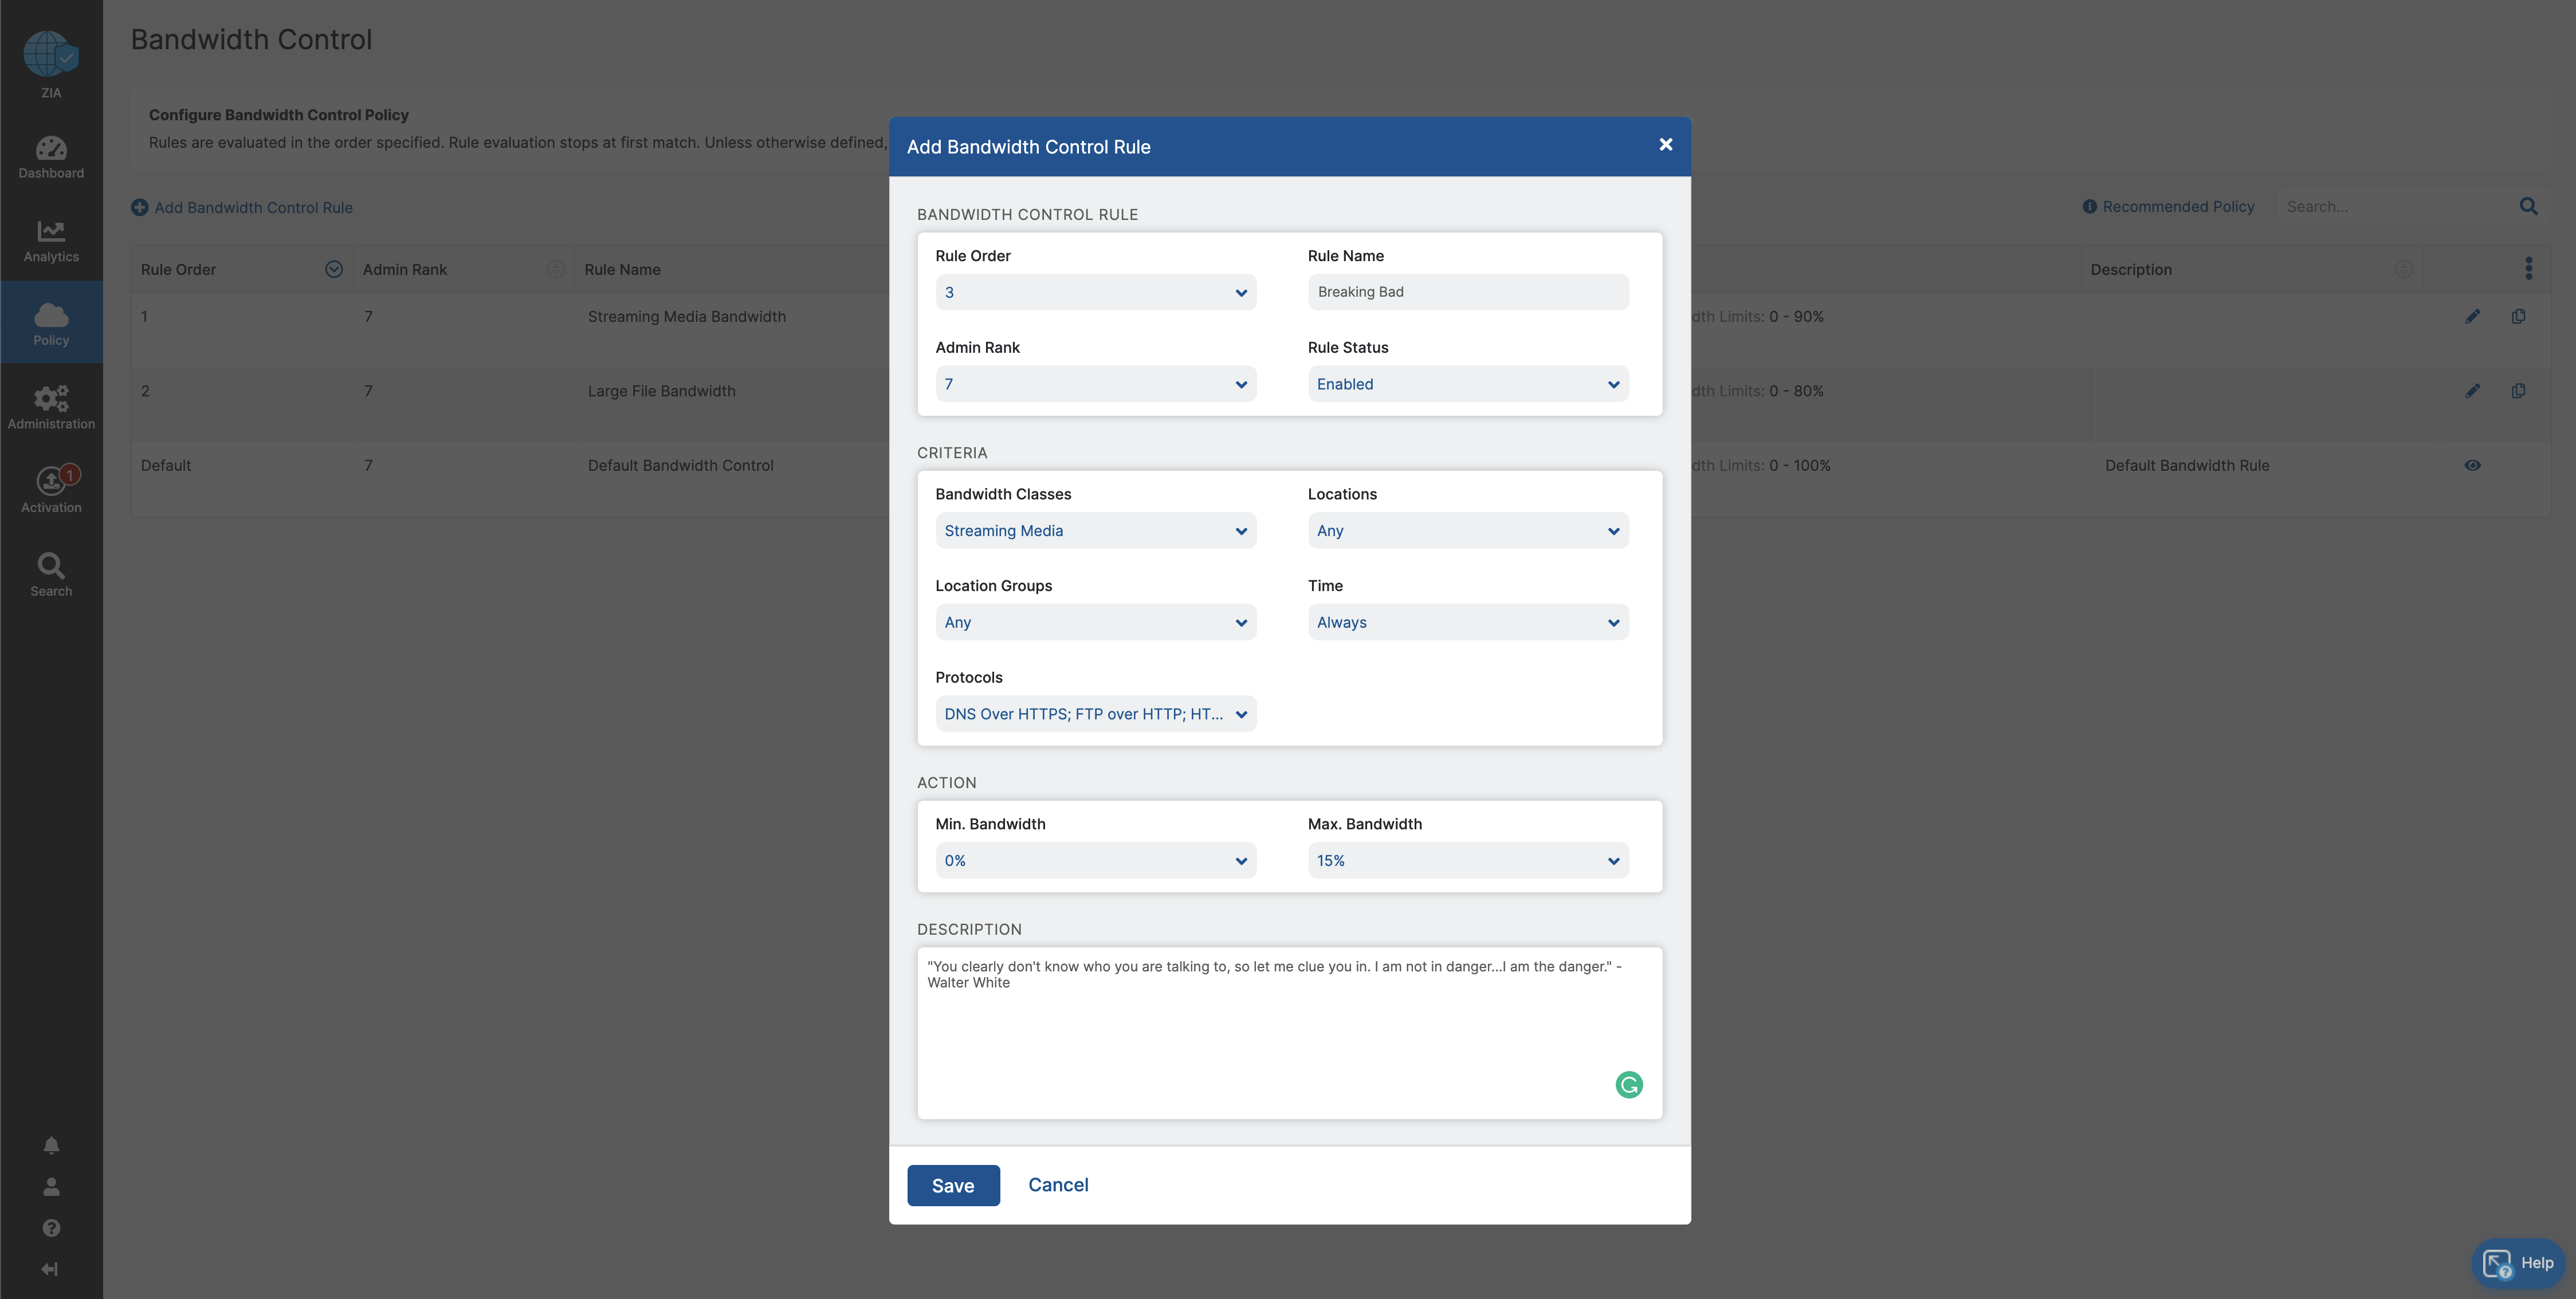 Bandwidth Control
ZIA
Dashboard
Analytics
Policy
Administration
1
Activation
Search
Configure Bandwidth Control Policy
Rules are evaluated in the order specified. Rule evaluation stops at first match. Unless otherwise defined,
Add Bandwidth Control Rule
Recommended Policy
Search...
Rule Order Admin Rank Rule Name Description
1 7 Streaming Media Bandwidth dth Limits: 0 - 90%
2 7 Large File Bandwidth dth Limits: 0 - 80%
Default 7 Default Bandwidth Control dth Limits: 0 - 100% Default Bandwidth Rule
Add Bandwidth Control Rule
BANDWIDTH CONTROL RULE
Rule Order Rule Name
3 Breaking Bad
Admin Rank Rule Status
7 Enabled
CRITERIA
Bandwidth Classes Locations
Streaming Media Any
Location Groups Time
Any Always
Protocols
DNS Over HTTPS; FTP over HTTP; HT...
ACTION
Min. Bandwidth Max. Bandwidth
0% 15%
DESCRIPTION
"You clearly don't know who you are talking to, so let me clue you in. I am not in danger...I am the danger." -
Walter White
Save Cancel
Help